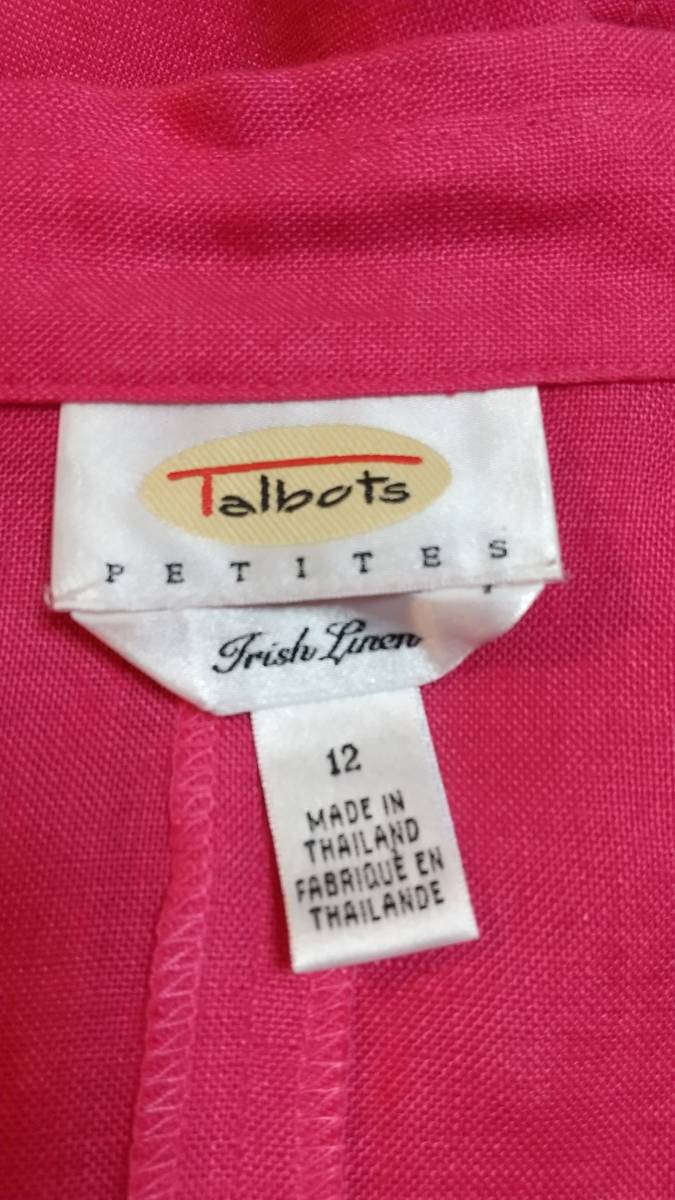 Talbots
PETITES
Irish Linen
12
MADE IN
THAILAND
FABRIQUÉ EN
THAILANDE